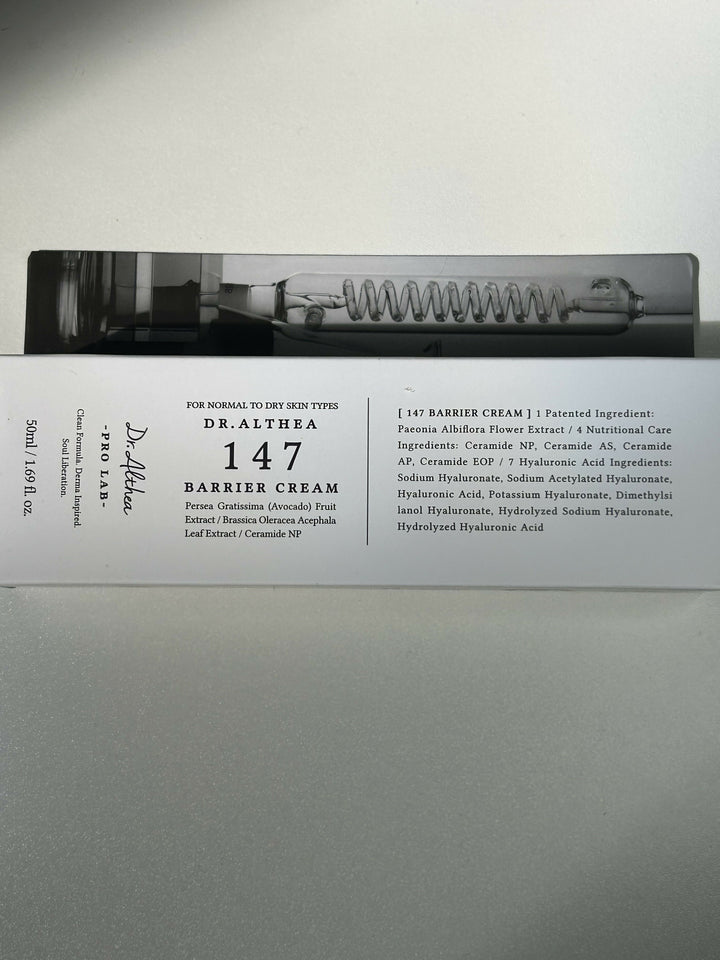 50ml / 1.69 fl. oz.
Clean Formula. Derma Inspired.
Soul Liberation.
-PRO LAB-
Dr.Althea
FOR NORMAL TO DRY SKIN TYPES
DR.ALTHEA
147
BARRIER CREAM
Persea Gratissima (Avocado) Fruit
Extract / Brassica Oleracea Acephala
Leaf Extract / Ceramide NP
[ 147 BARRIER CREAM ] 1 Patented Ingredient:
Paeonia Albiflora Flower Extract / 4 Nutritional Care
Ingredients: Ceramide NP, Ceramide AS, Ceramide
AP, Ceramide EOP / 7 Hyaluronic Acid Ingredients:
Sodium Hyaluronate, Sodium Acetylated Hyaluronate,
Hyaluronic Acid, Potassium Hyaluronate, Dimethylsi
lanol Hyaluronate, Hydrolyzed Sodium Hyaluronate,
Hydrolyzed Hyaluronic Acid